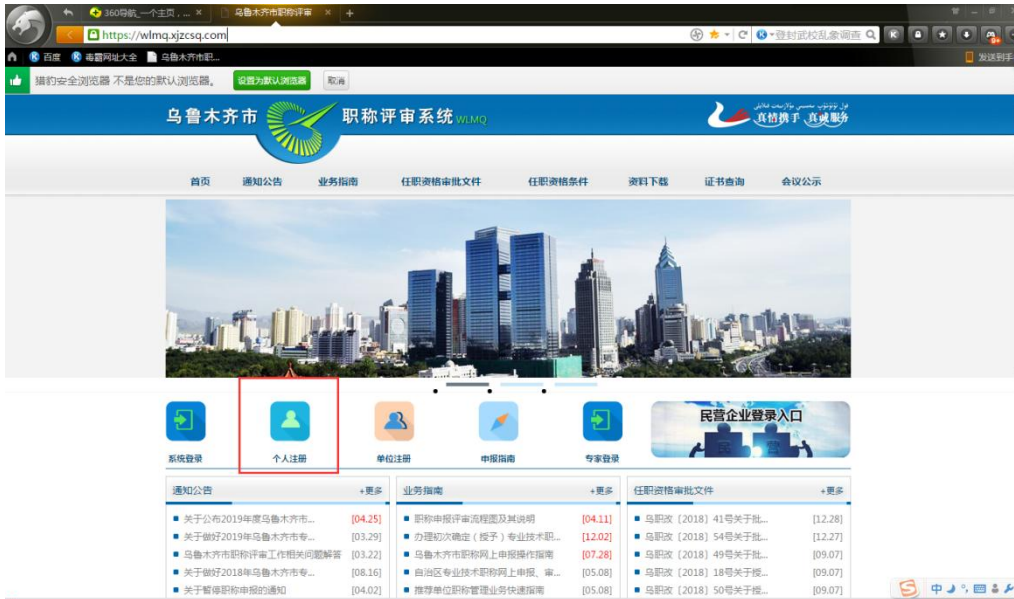 360导航_一个主页，... ×
乌鲁木齐市职称评审 ×
https://wlmq.xjzcsq.com
登封武校乱象调查
百度 毒霸网址大全 乌鲁木齐市职...
发送到手
猎豹安全浏览器 不是您的默认浏览器。 设置为默认浏览器 取消
乌鲁木齐市 职称评审系统 WLMQ
真情携手 真诚服务
首页 通知公告 业务指南 任职资格审批文件 任职资格条件 资料下载 证书查询 会议公示
民营企业登录入口
系统登录 个人注册 单位注册 申报指南 专家登录
通知公告 +更多
■ 关于公布2019年度乌鲁木齐市... [04.25]
■ 关于做好2019年乌鲁木齐市专... [03.29]
■ 乌鲁木齐市职称评审工作相关问题解答 [03.22]
■ 关于做好2018年乌鲁木齐市专... [08.16]
■ 关于暂停职称申报的通知 [04.02]
业务指南 +更多
■ 职称申报评审流程图及其说明 [04.11]
■ 办理初次确定（授予）专业技术职... [12.02]
■ 乌鲁木齐市职称网上申报操作指南 [07.28]
■ 自治区专业技术职称网上申报、审... [05.08]
■ 推荐单位职称管理业务快速指南 [05.08]
任职资格审批文件 +更多
■ 乌职改〔2018〕41号关于批... [12.28]
■ 乌职改〔2018〕54号关于批... [12.27]
■ 乌职改〔2018〕49号关于批... [09.07]
■ 乌职改〔2018〕18号关于授... [09.07]
■ 乌职改〔2018〕50号关于授... [09.07]
中